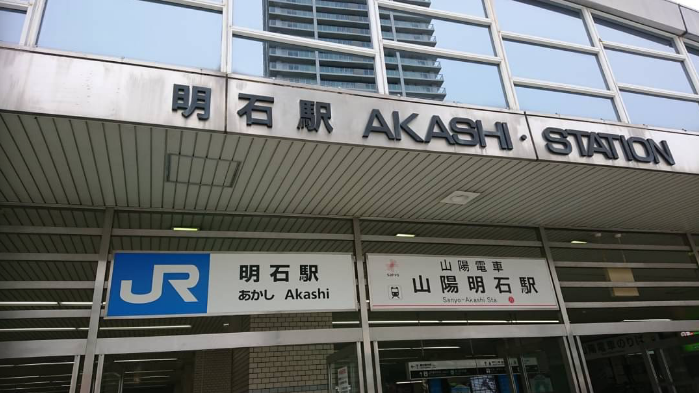 明石駅 AKASHI・STATION
JR
明石駅
あかし Akashi
山陽電車
山陽明石駅
Sanyo-Akashi Sta